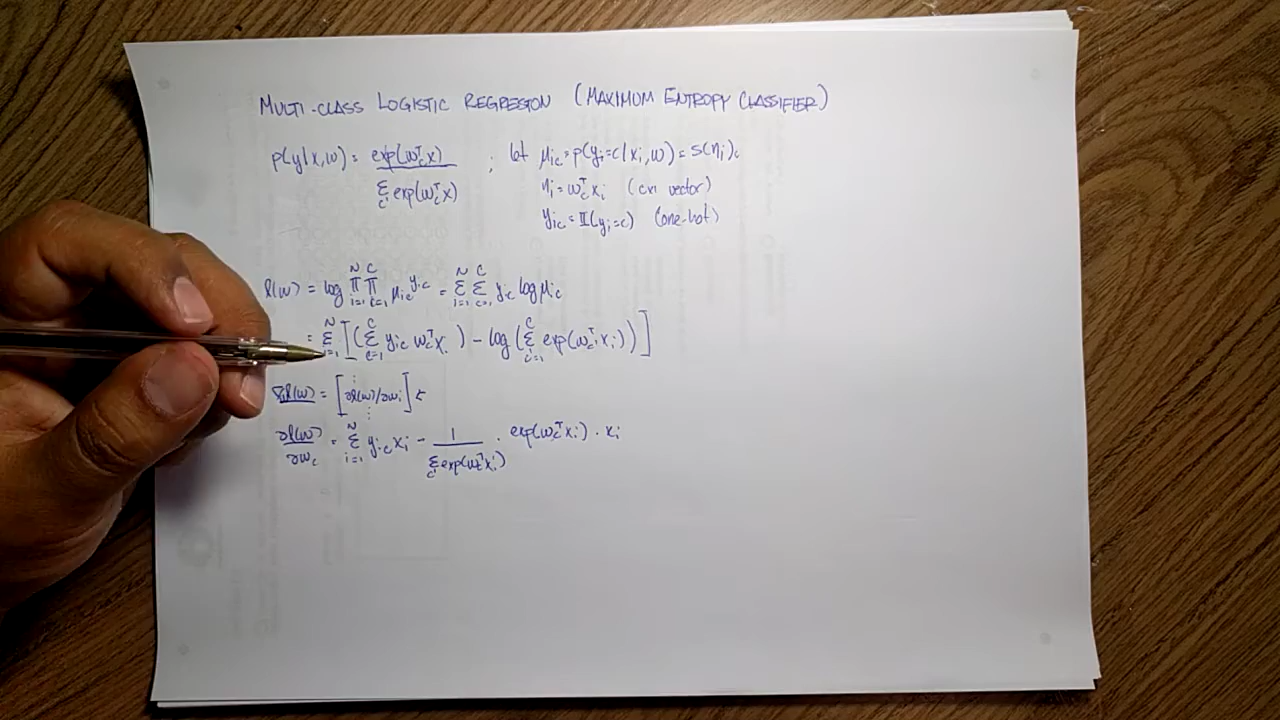 MULTI-CLASS LOGISTIC REGRESSION (MAXIMUM ENTROPY CLASSIFIER)
p(y|x,w) = exp(w_c^T x) / Σ_c' exp(w_c'^T x) ; let μ_ic = p(y_i=c|x_i,w) = S(η_i)_c
η_i = w_c^T x_i (cx1 vector)
y_ic = 𝕀(y_i=c) (one-hot)
l(w) = log ∏_{i=1}^N ∏_{c=1}^C μ_ic^{y_ic} = Σ_{i=1}^N Σ_{c=1}^C y_ic log μ_ic
= Σ_{i=1}^N [(Σ_{c=1}^C y_ic w_c^T x_i) - log(Σ_{c'=1}^C exp(w_c'^T x_i))]
l(w) = [⋮ ∂l(w)/∂w_i ⋮]
∂l(w)/∂w_c = Σ_{i=1}^N y_ic x_i - 1 / Σ_c' exp(w_c'^T x_i) · exp(w_c^T x_i) · x_i